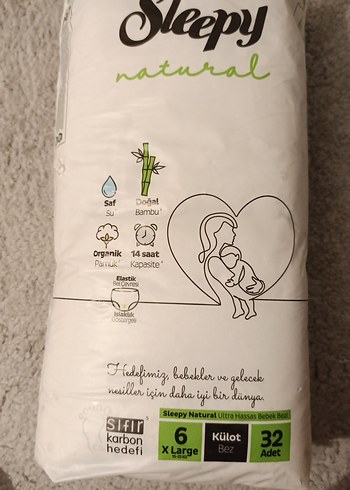 Sleepy
natural
Saf
Su
Doğal
Bambu
Organik
Pamuk
14 saat
Kapasite
Elastik
Bel Çevresi
Islaklık
Göstergesi
Hedefimiz, bebekler ve gelecek
nesiller için daha iyi bir dünya.
sıfır
karbon
hedefi
Sleepy Natural Ultra Hassas Bebek Bezi
6
X Large
Külot
Bez
32
Adet